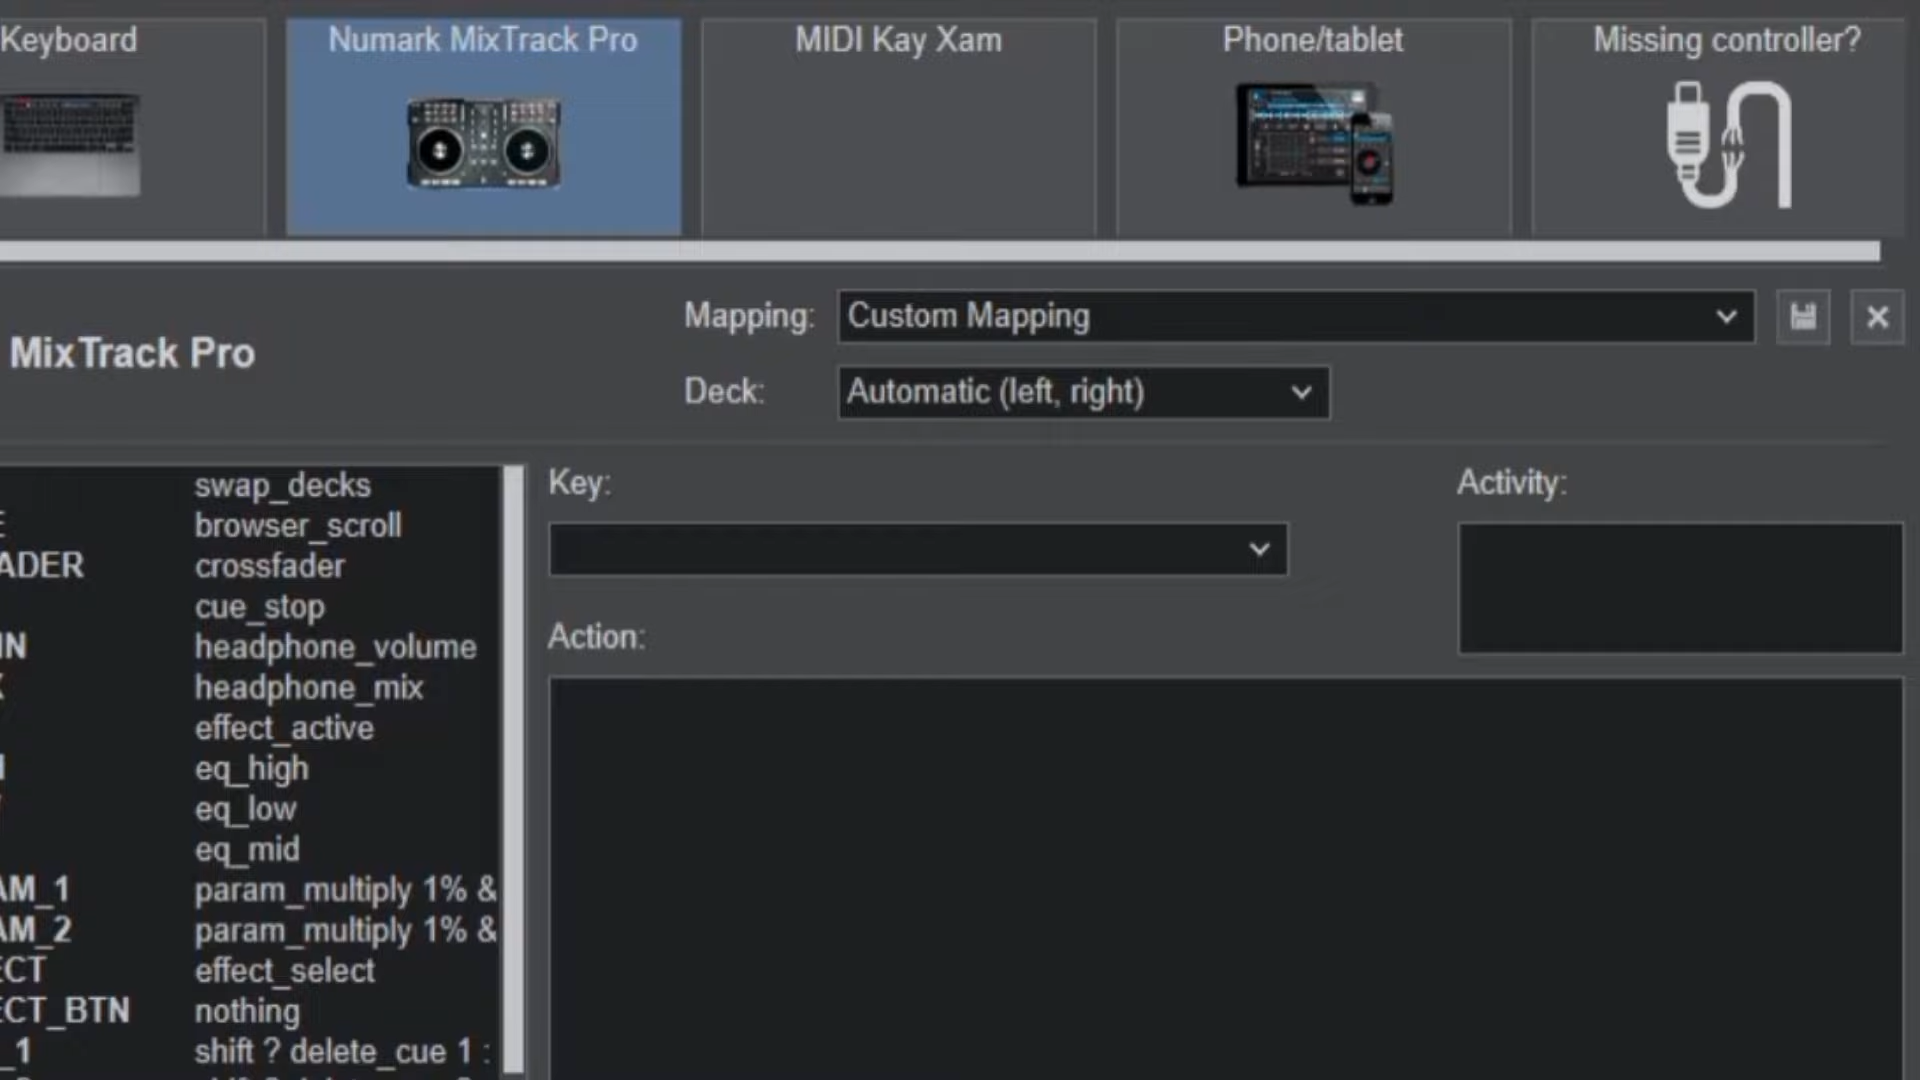 Keyboard
Numark MixTrack Pro
MIDI Kay Xam
Phone/tablet
Missing controller?
MixTrack Pro
Mapping: Custom Mapping
Deck: Automatic (left, right)
swap_decks
E browser_scroll
ADER crossfader
cue_stop
IN headphone_volume
X headphone_mix
effect_active
eq_high
eq_low
eq_mid
AM_1 param_multiply 1% &
AM_2 param_multiply 1% &
ECT effect_select
ECT_BTN nothing
_1 shift ? delete_cue 1 :
Key:
Activity:
Action: